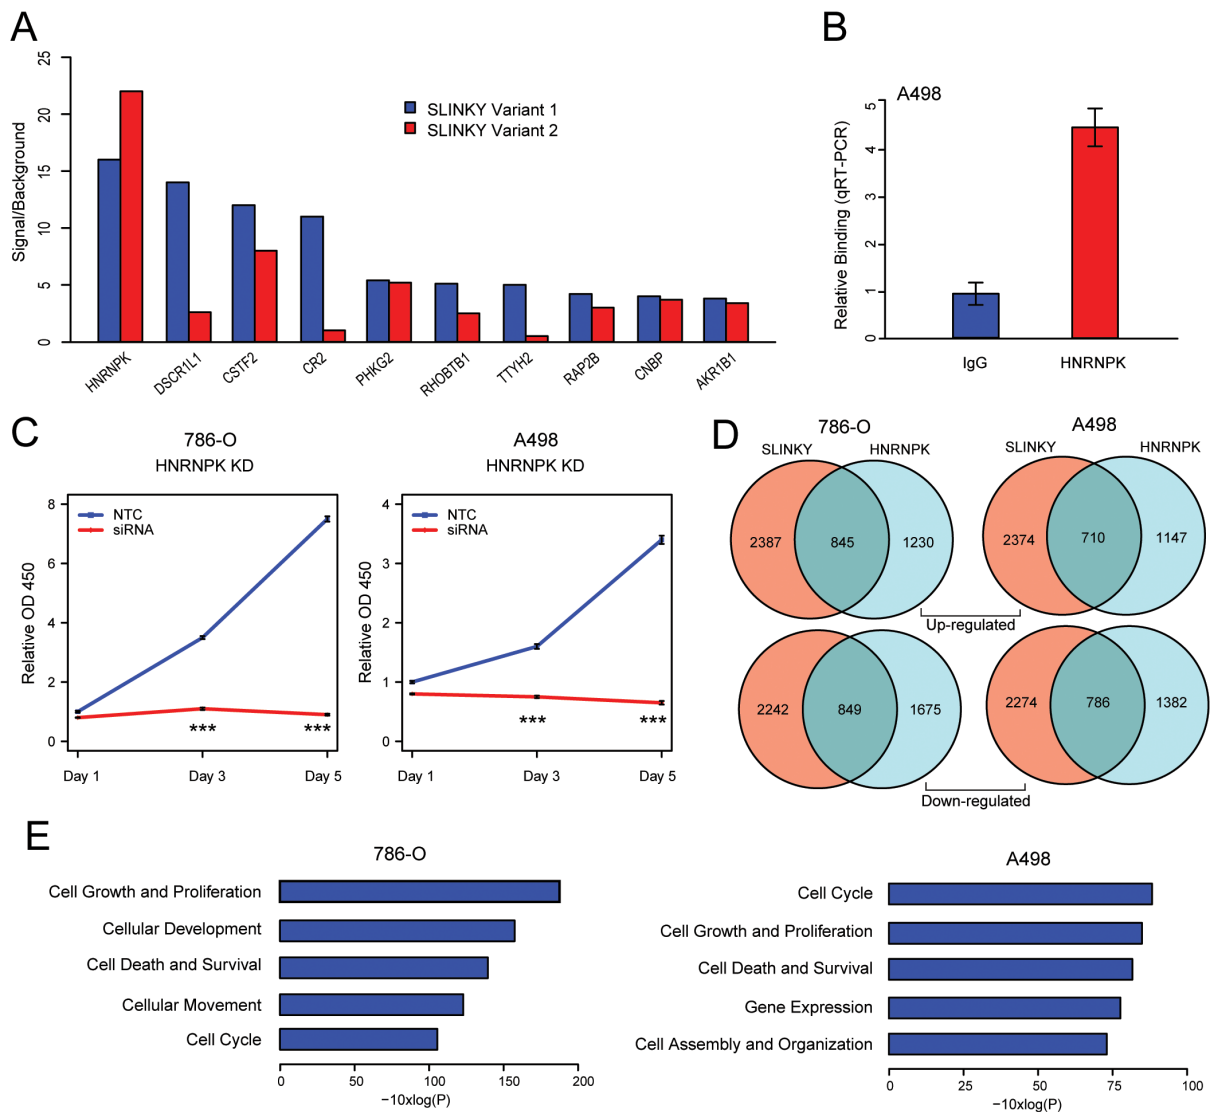 A
25
20
15
10
5
0
Signal/Background
SLINKY Variant 1
SLINKY Variant 2
HNRNPK
DSCR1L1
CSTF2
CR2
PHKG2
RHOBTB1
TTYH2
RAP2B
CNBP
AKR1B1
B
A498
5
4
3
2
1
0
Relative Binding (qRT-PCR)
IgG
HNRNPK
C
786-O
HNRNPK KD
8
6
4
2
0
Relative OD 450
NTC
siRNA
***
***
Day 1
Day 3
Day 5
A498
HNRNPK KD
4
3
2
1
0
Relative OD 450
NTC
siRNA
***
***
Day 1
Day 3
Day 5
D
786-O
SLINKY
HNRNPK
2387
845
1230
A498
SLINKY
HNRNPK
2374
710
1147
Up-regulated
2242
849
1675
2274
786
1382
Down-regulated
E
786-O
Cell Growth and Proliferation
Cellular Development
Cell Death and Survival
Cellular Movement
Cell Cycle
0
50
100
150
200
−10xlog(P)
A498
Cell Cycle
Cell Growth and Proliferation
Cell Death and Survival
Gene Expression
Cell Assembly and Organization
0
25
50
75
100
−10xlog(P)